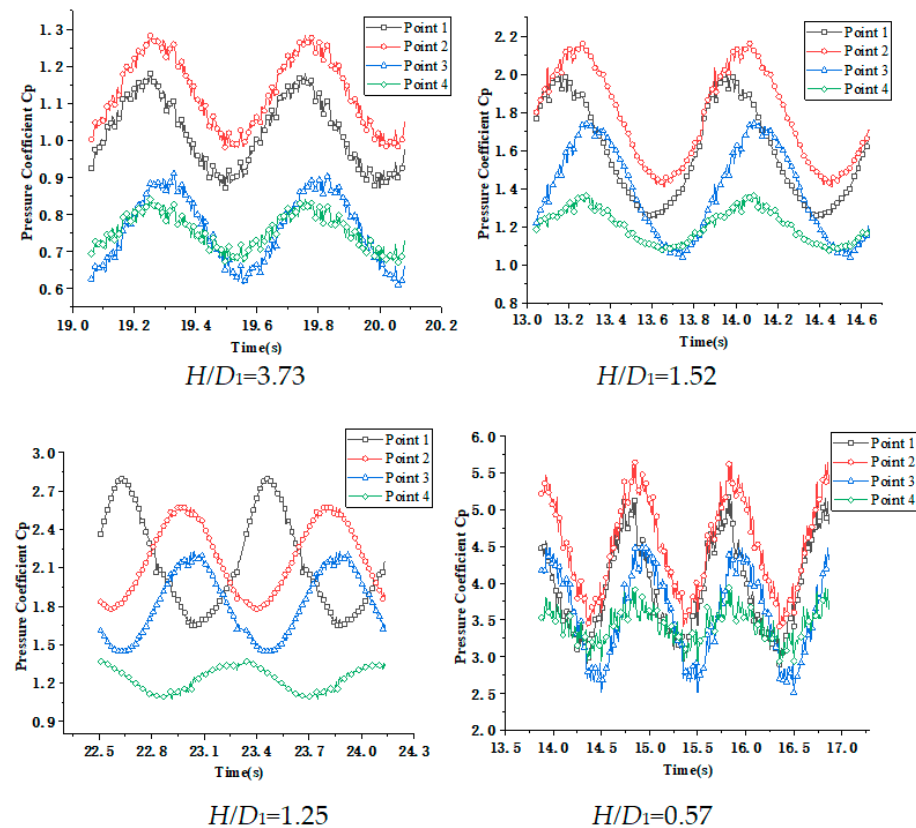 Point 1
Point 2
Point 3
Point 4
Pressure Coefficient Cp
1.3
1.2
1.1
1.0
0.9
0.8
0.7
0.6
19.0 19.2 19.4 19.6 19.8 20.0 20.2
Time(s)
H/D1=3.73
Point 1
Point 2
Point 3
Point 4
Pressure Coefficient Cp
2.2
2.0
1.8
1.6
1.4
1.2
1.0
0.8
13.0 13.2 13.4 13.6 13.8 14.0 14.2 14.4 14.6
Time(s)
H/D1=1.52
Point 1
Point 2
Point 3
Point 4
Pressure Coefficient Cp
3.0
2.7
2.4
2.1
1.8
1.5
1.2
0.9
22.5 22.8 23.1 23.4 23.7 24.0 24.3
Time(s)
H/D1=1.25
Point 1
Point 2
Point 3
Point 4
Pressure Coefficient Cp
6.0
5.5
5.0
4.5
4.0
3.5
3.0
2.5
2.0
13.5 14.0 14.5 15.0 15.5 16.0 16.5 17.0
Time(s)
H/D1=0.57